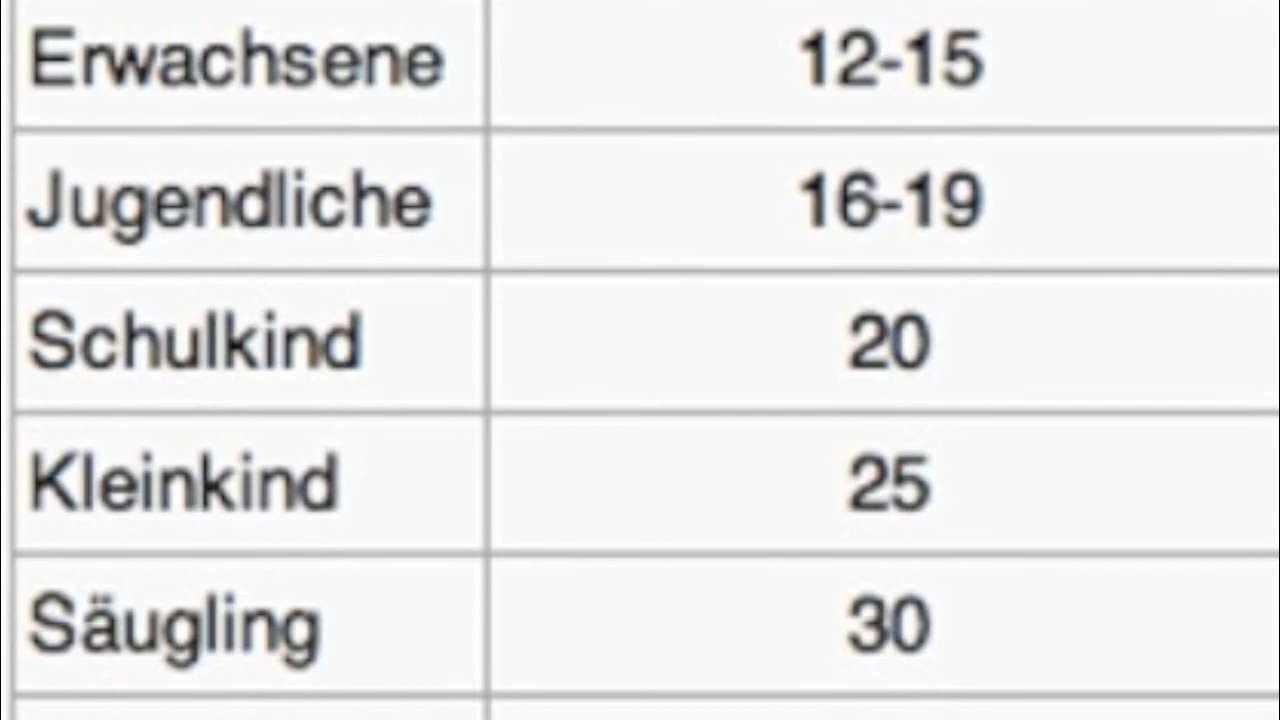 Erwachsene 12-15
Jugendliche 16-19
Schulkind 20
Kleinkind 25
Säugling 30